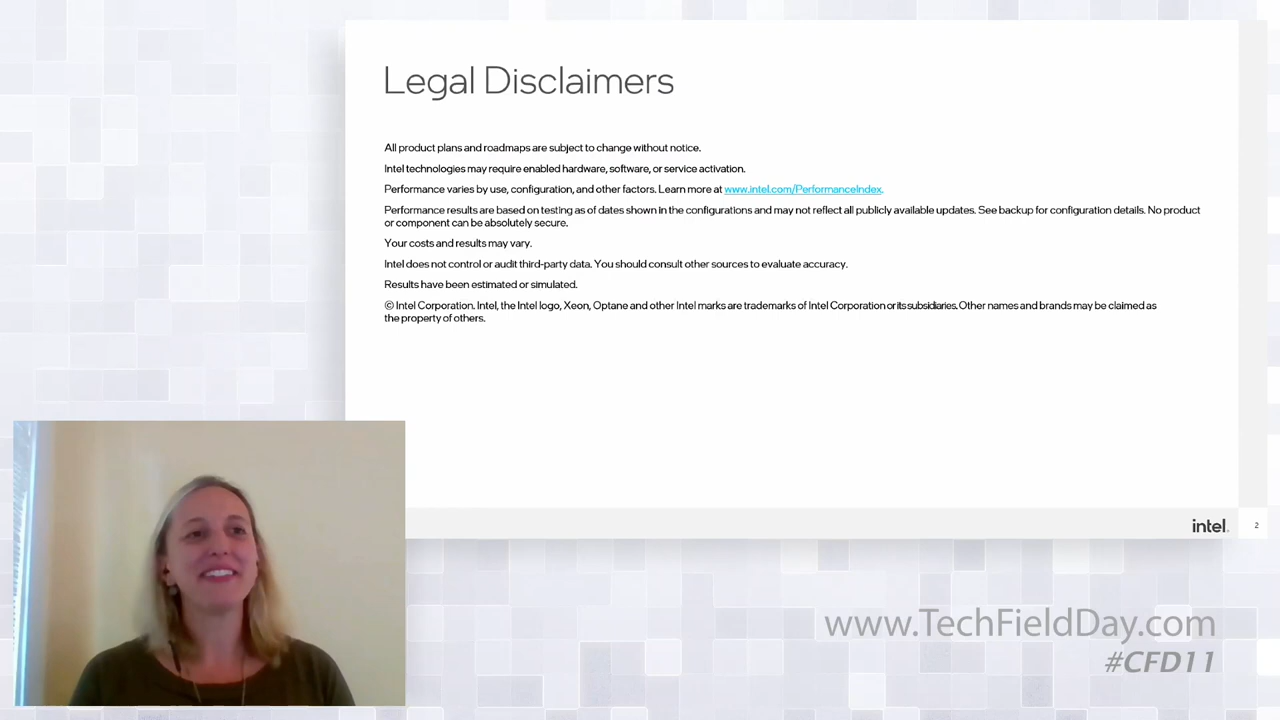 Legal Disclaimers
All product plans and roadmaps are subject to change without notice.
Intel technologies may require enabled hardware, software, or service activation.
Performance varies by use, configuration, and other factors. Learn more at www.intel.com/PerformanceIndex.
Performance results are based on testing as of dates shown in the configurations and may not reflect all publicly available updates. See backup for configuration details. No product
or component can be absolutely secure.
Your costs and results may vary.
Intel does not control or audit third-party data. You should consult other sources to evaluate accuracy.
Results have been estimated or simulated.
© Intel Corporation. Intel, the Intel logo, Xeon, Optane and other Intel marks are trademarks of Intel Corporation or its subsidiaries. Other names and brands may be claimed as
the property of others.
intel.
2
www.TechFieldDay.com
#CFD11